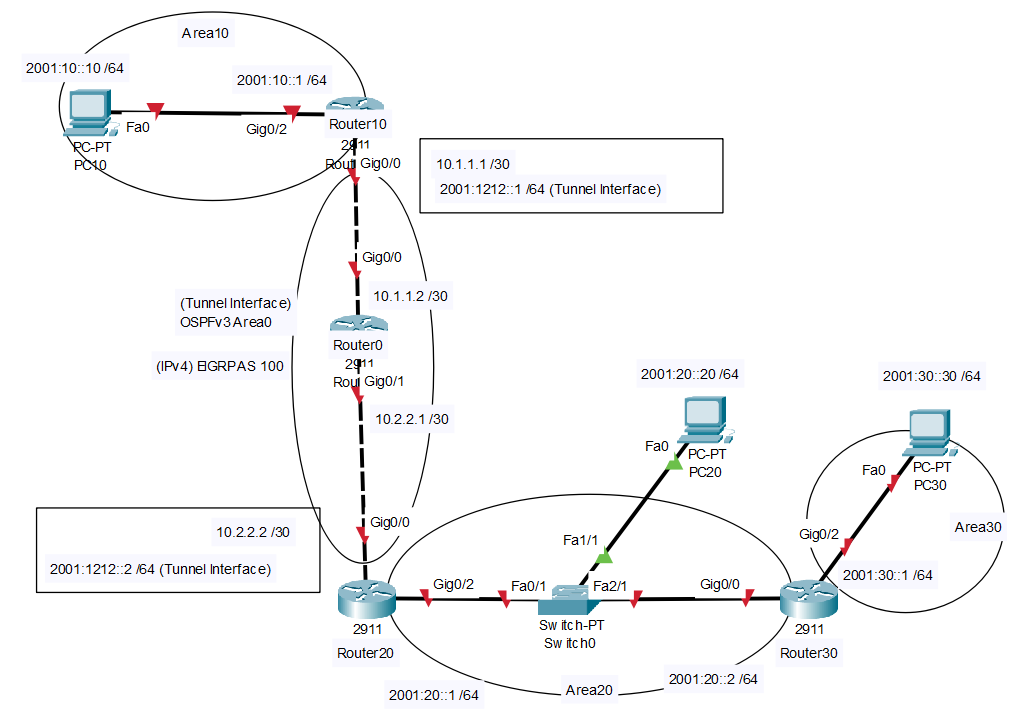 Area10
2001:10::10 /64
2001:10::1 /64
Fa0
Gig0/2
Router10
2911
Rout
Gig0/0
PC-PT
PC10
10.1.1.1 /30
2001:1212::1 /64 (Tunnel Interface)
Gig0/0
10.1.1.2 /30
(Tunnel Interface)
OSPFv3 Area0
Router0
2911
Rout
Gig0/1
(IPv4) EIGRPAS 100
10.2.2.1 /30
2001:20::20 /64
2001:30::30 /64
Fa0
PC-PT
PC20
Fa0
PC-PT
PC30
10.2.2.2 /30
2001:1212::2 /64 (Tunnel Interface)
Gig0/0
Fa1/1
Gig0/2
Area30
2001:30::1 /64
Gig0/2
Fa0/1
Fa2/1
Gig0/0
2911
Router20
Switch-PT
Switch0
2911
Router30
2001:20::1 /64
Area20
2001:20::2 /64